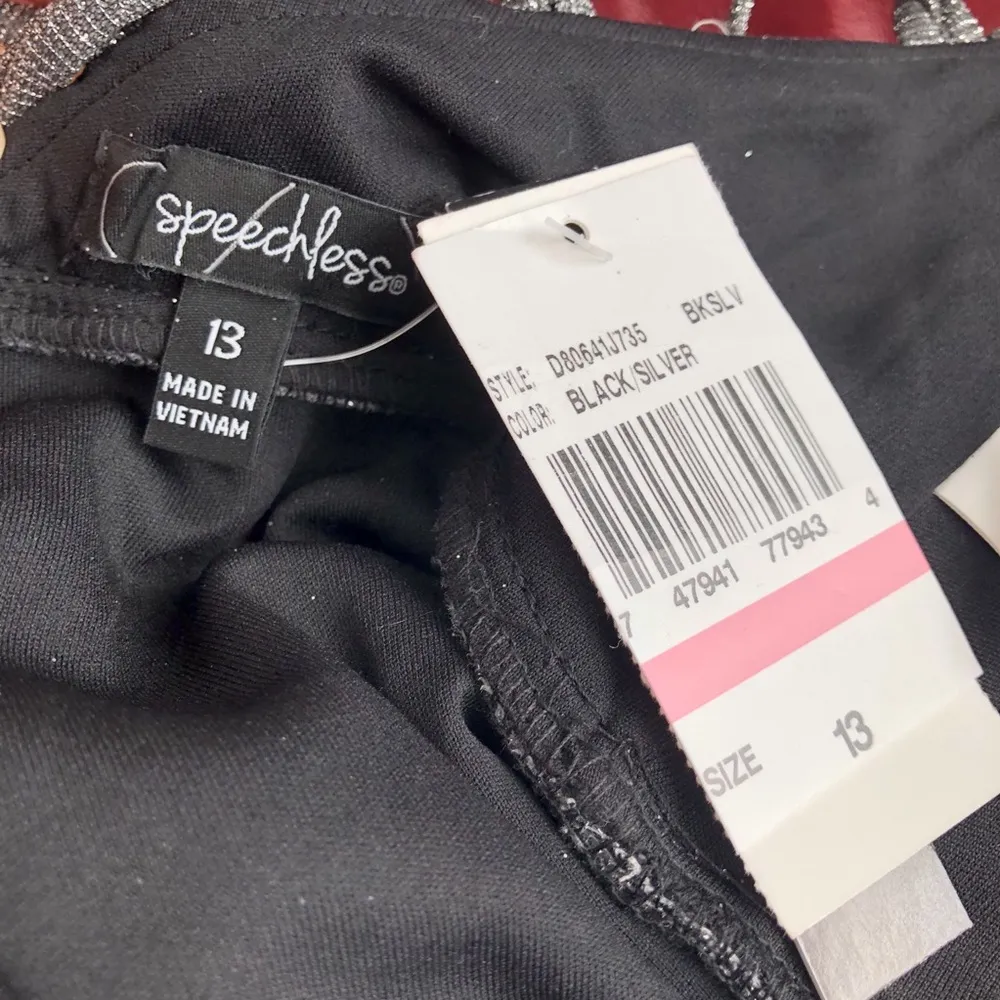 speechless®
13
MADE IN
VIETNAM
STYLE: D80641J735 BKSLV
COLOR: BLACK/SILVER
7 47941 77943 4
SIZE 13